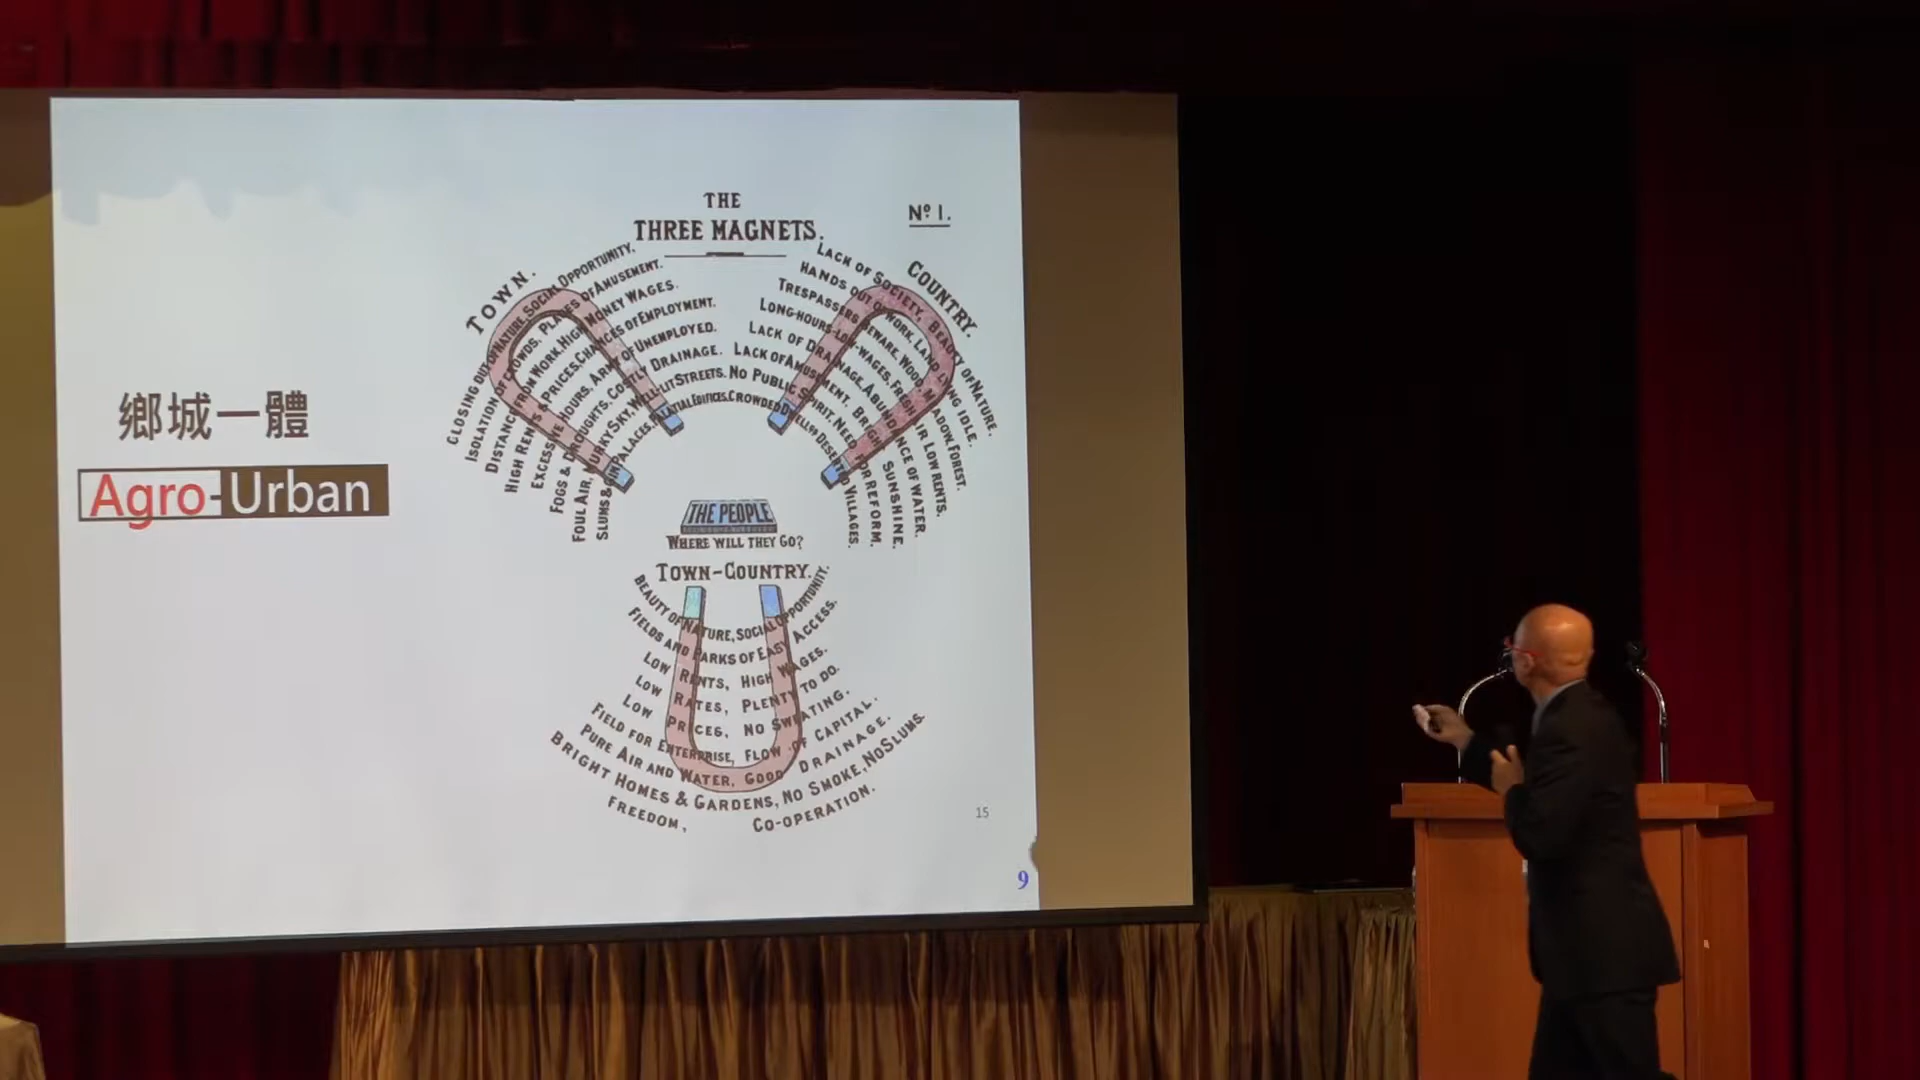 THE
THREE MAGNETS.
Nº 1.
TOWN.
CLOSING OUT OF NATURE. SOCIAL OPPORTUNITY.
ISOLATION OF CROWDS. PLACES OF AMUSEMENT.
DISTANCE FROM WORK. HIGH MONEY WAGES.
HIGH RENTS & PRICES. CHANCES OF EMPLOYMENT.
EXCESSIVE HOURS. ARMY OF UNEMPLOYED.
FOGS & DROUGHTS. COSTLY DRAINAGE.
FOUL AIR. MURKY SKY. WELL-LIT STREETS.
SLUMS & GIN PALACES. PALATIAL EDIFICES.
COUNTRY.
LACK OF SOCIETY. BEAUTY OF NATURE.
HANDS OUT OF WORK. LAND LYING IDLE.
TRESPASSERS BEWARE. WOOD, MEADOW, FOREST.
LONG-HOURS-LOW-WAGES. FRESH AIR LOW RENTS.
LACK OF DRAINAGE. ABUNDANCE OF WATER.
LACK OF AMUSEMENT. BRIGHT SUNSHINE.
NO PUBLIC SPIRIT. NEED FOR REFORM.
CROWDED DWELLGS DESERTED VILLAGES.
鄉城一體
Agro-Urban
THE PEOPLE
WHERE WILL THEY GO?
TOWN-COUNTRY.
BEAUTY OF NATURE, SOCIAL OPPORTUNITY.
FIELDS AND PARKS OF EASY ACCESS.
LOW RENTS, HIGH WAGES.
LOW RATES, PLENTY TO DO.
LOW PRICES, NO SWEATING.
FIELD FOR ENTERPRISE, FLOW OF CAPITAL.
PURE AIR AND WATER, GOOD DRAINAGE.
BRIGHT HOMES & GARDENS, NO SMOKE, NO SLUMS.
FREEDOM, CO-OPERATION.
15
9